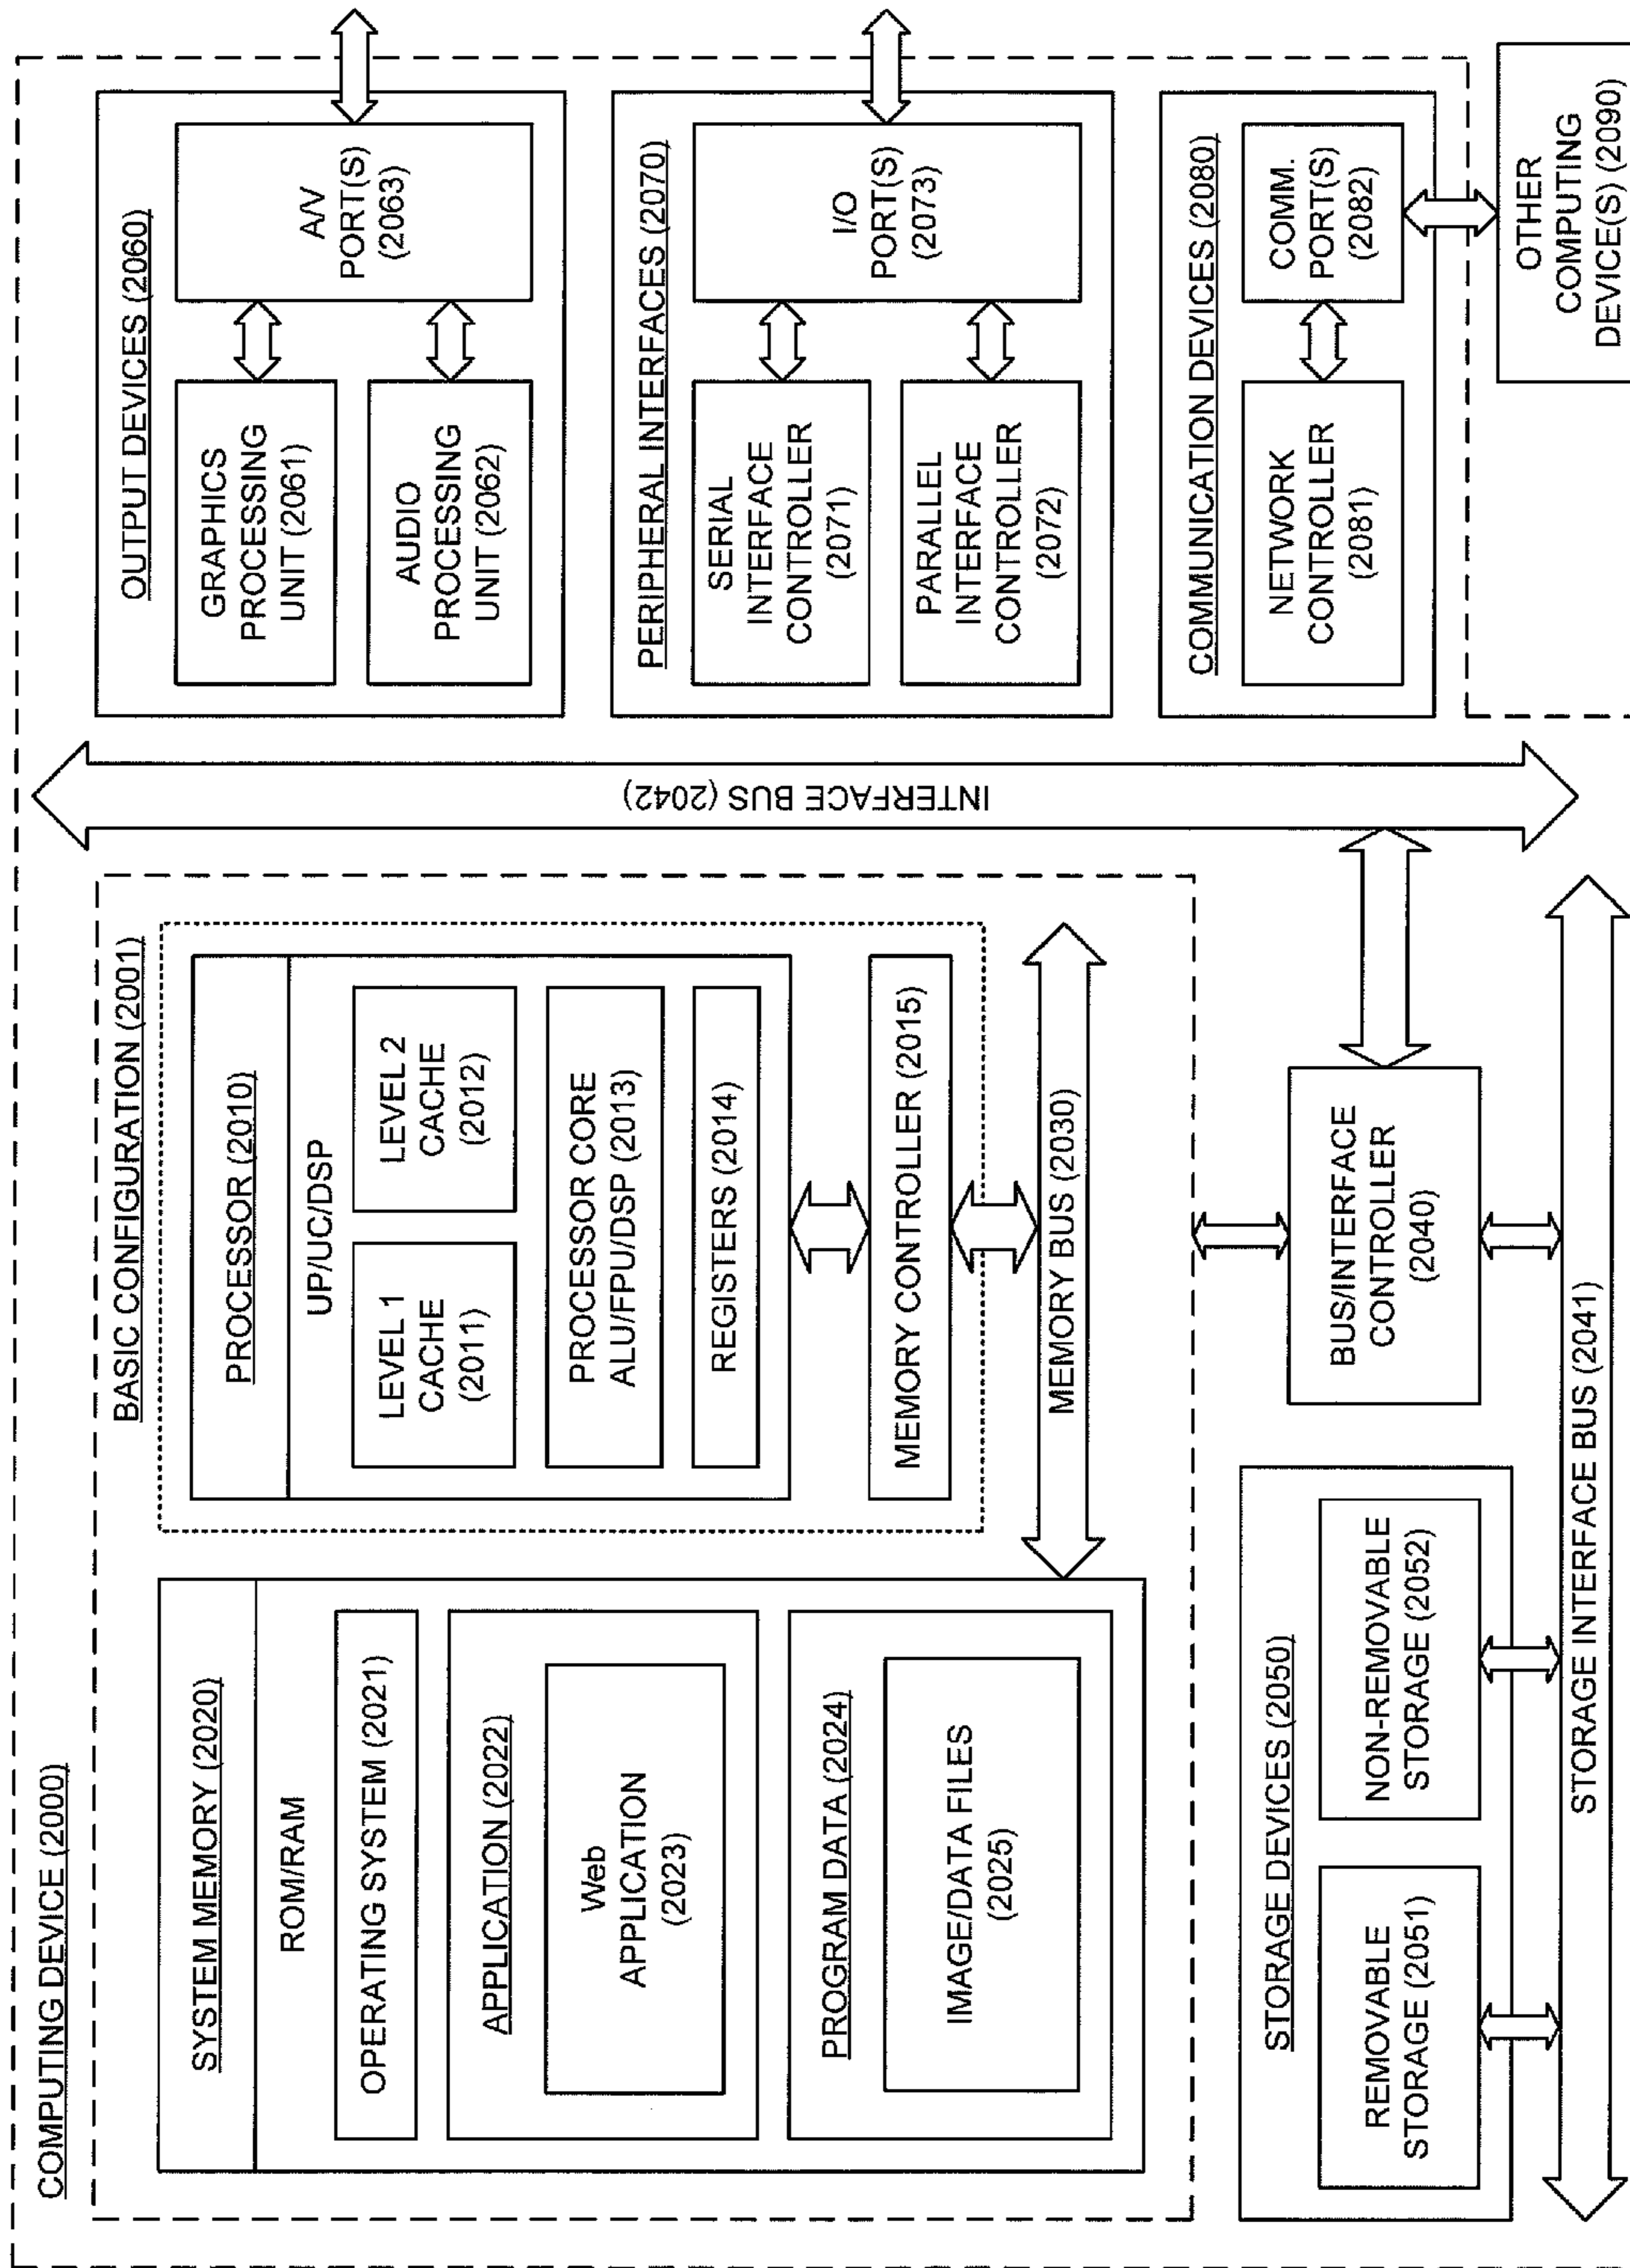 COMPUTING DEVICE (2000)
BASIC CONFIGURATION (2001)
SYSTEM MEMORY (2020)
ROM/RAM
OPERATING SYSTEM (2021)
APPLICATION (2022)
Web
APPLICATION
(2023)
PROGRAM DATA (2024)
IMAGE/DATA FILES
(2025)
PROCESSOR (2010)
UP/UC/DSP
LEVEL 1
CACHE
(2011)
LEVEL 2
CACHE
(2012)
PROCESSOR CORE
ALU/FPU/DSP (2013)
REGISTERS (2014)
MEMORY CONTROLLER (2015)
MEMORY BUS (2030)
STORAGE DEVICES (2050)
REMOVABLE
STORAGE (2051)
NON-REMOVABLE
STORAGE (2052)
BUS/INTERFACE
CONTROLLER
(2040)
STORAGE INTERFACE BUS (2041)
INTERFACE BUS (2042)
OUTPUT DEVICES (2060)
GRAPHICS
PROCESSING
UNIT (2061)
AUDIO
PROCESSING
UNIT (2062)
A/V
PORT(S)
(2063)
PERIPHERAL INTERFACES (2070)
SERIAL
INTERFACE
CONTROLLER
(2071)
PARALLEL
INTERFACE
CONTROLLER
(2072)
I/O
PORT(S)
(2073)
COMMUNICATION DEVICES (2080)
NETWORK
CONTROLLER
(2081)
COMM.
PORT(S)
(2082)
OTHER
COMPUTING
DEVICE(S) (2090)